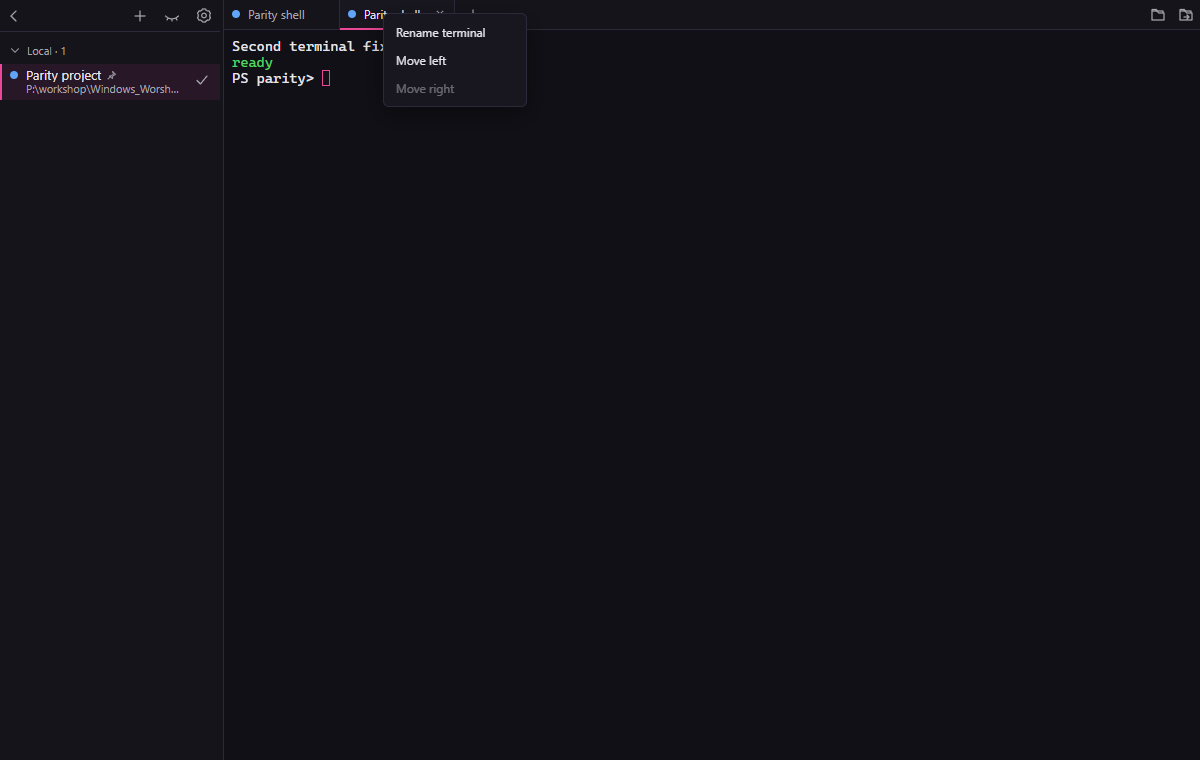 Parity shell
Local · 1
Parity project
P:\workshop\Windows_Worsh...
Second terminal
ready
PS parity>
Rename terminal
Move left
Move right